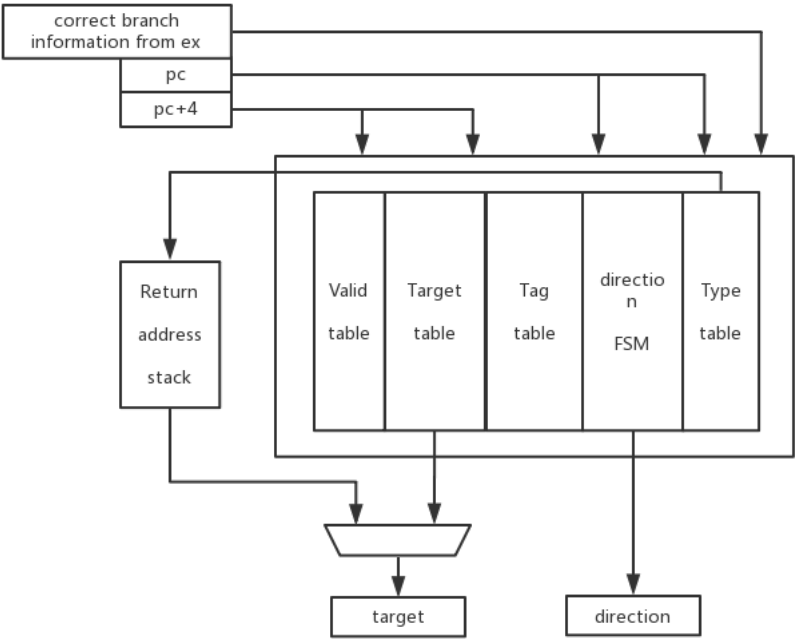 correct branch
information from ex
pc
pc+4
Return
address
stack
Valid
table
Target
table
Tag
table
directio
n
FSM
Type
table
target
direction